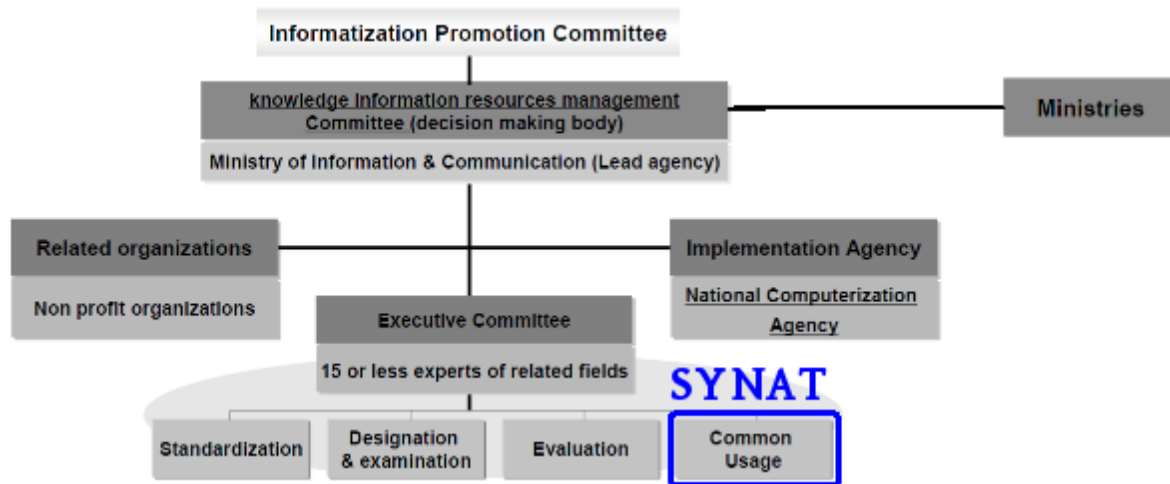 Informatization Promotion Committee
knowledge Information resources management
Committee (decision making body)
Ministries
Ministry of Information & Communication (Lead agency)
Related organizations
Implementation Agency
Non profit organizations
National Computerization
Agency
Executive Committee
15 or less experts of related fields
SYNAT
Standardization
Designation
& examination
Evaluation
Common
Usage